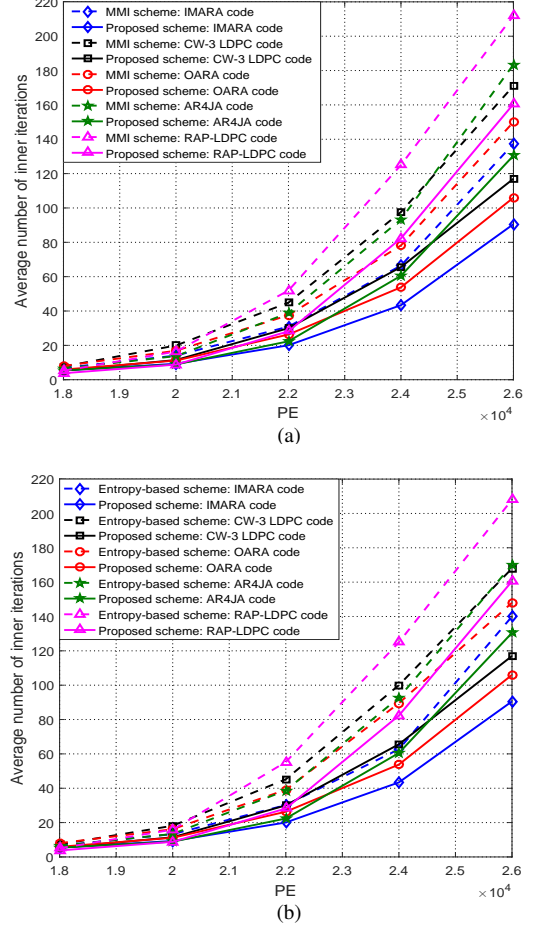 220
200
180
160
140
120
100
80
60
40
20
0
Average number of inner iterations
MMI scheme: IMARA code
Proposed scheme: IMARA code
MMI scheme: CW-3 LDPC code
Proposed scheme: CW-3 LDPC code
MMI scheme: OARA code
Proposed scheme: OARA code
MMI scheme: AR4JA code
Proposed scheme: AR4JA code
MMI scheme: RAP-LDPC code
Proposed scheme: RAP-LDPC code
1.8 1.9 2 2.1 2.2 2.3 2.4 2.5 2.6
PE
×10⁴
(a)
220
200
180
160
140
120
100
80
60
40
20
0
Average number of inner iterations
Entropy-based scheme: IMARA code
Proposed scheme: IMARA code
Entropy-based scheme: CW-3 LDPC code
Proposed scheme: CW-3 LDPC code
Entropy-based scheme: OARA code
Proposed scheme: OARA code
Entropy-based scheme: AR4JA code
Proposed scheme: AR4JA code
Entropy-based scheme: RAP-LDPC code
Proposed scheme: RAP-LDPC code
1.8 1.9 2 2.1 2.2 2.3 2.4 2.5 2.6
PE
×10⁴
(b)